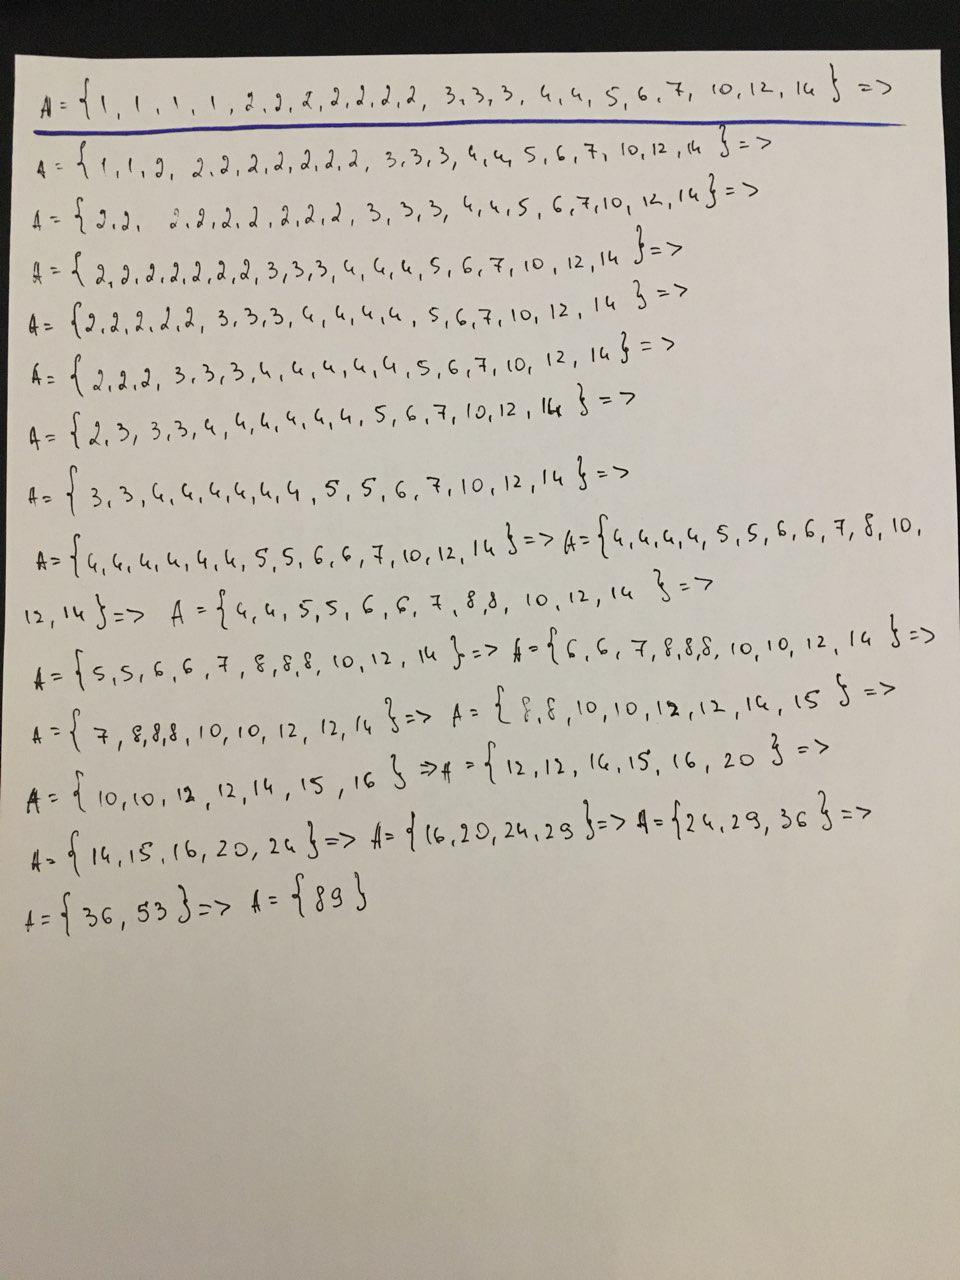 A = {1, 1, 1, 1, 2,2,2,2,2,2,2, 3,3,3, 4,4, 5,6,7, 10,12,14} =>
A = {1,1,2, 2,2,2,2,2,2,2, 3,3,3,4,4,5,6,7,10,12,14} =>
A = {2,2, 2,2,2,2,2,2,2, 3,3,3,4,4,5,6,7,10,12,14} =>
A = {2,2,2,2,2,2,2,3,3,3,4,4,4,5,6,7,10,12,14} =>
A = {2,2,2,2,2,3,3,3,4,4,4,4,5,6,7,10,12,14} =>
A = {2,2,2,3,3,3,4,4,4,4,4,5,6,7,10,12,14} =>
A = {2,3,3,3,4,4,4,4,4,4,5,6,7,10,12,14} =>
A = {3,3,4,4,4,4,4,4,5,5,6,7,10,12,14} =>
A = {4,4,4,4,4,4,5,5,6,6,7,10,12,14} => A = {4,4,4,4,5,5,6,6,7,8,10,
12,14} => A = {4,4,5,5,6,6,7,8,8,10,12,14} =>
A = {5,5,6,6,7,8,8,8,10,12,14} => A = {6,6,7,8,8,8,10,10,12,14} =>
A = {7,8,8,8,10,10,12,12,14} => A = {8,8,10,10,12,12,14,15} =>
A = {10,10,12,12,14,15,16} => A = {12,12,14,15,16,20} =>
A = {14,15,16,20,24} => A = {16,20,24,29} => A = {24,29,36} =>
A = {36,53} => A = {89}